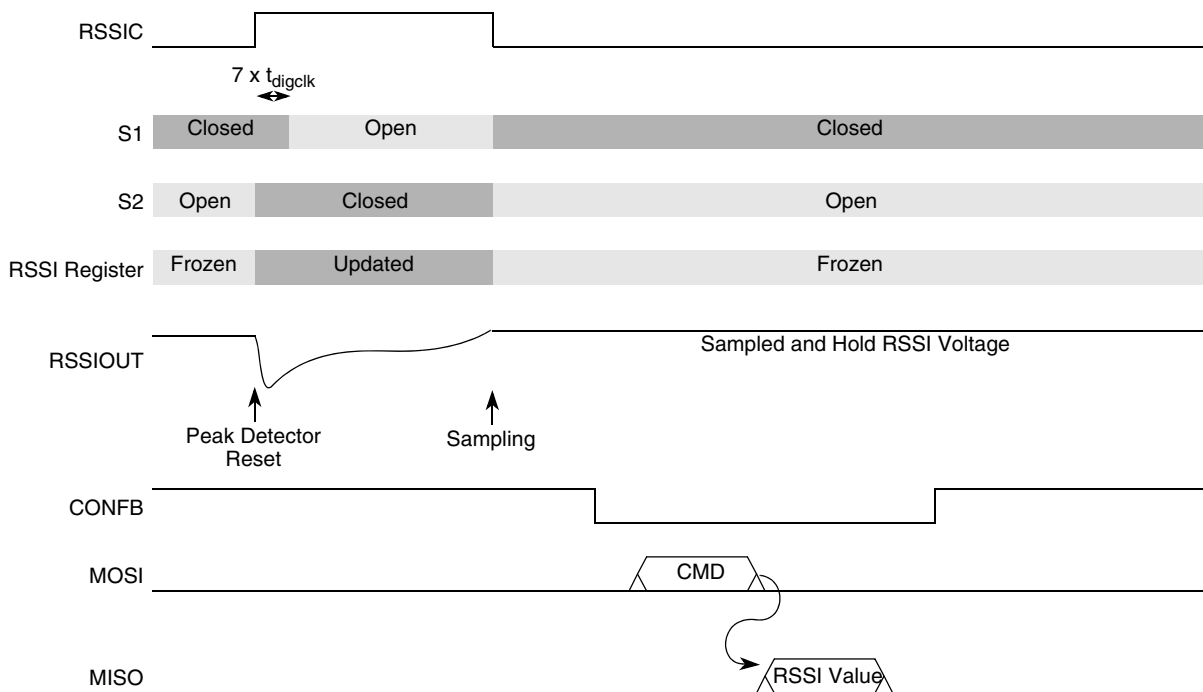 RSSIC
7 x tdigclk
S1 Closed Open Closed
S2 Open Closed Open
RSSI Register Frozen Updated Frozen
RSSIOUT
Sampled and Hold RSSI Voltage
Peak Detector
Reset
Sampling
CONFB
MOSI CMD
MISO RSSI Value